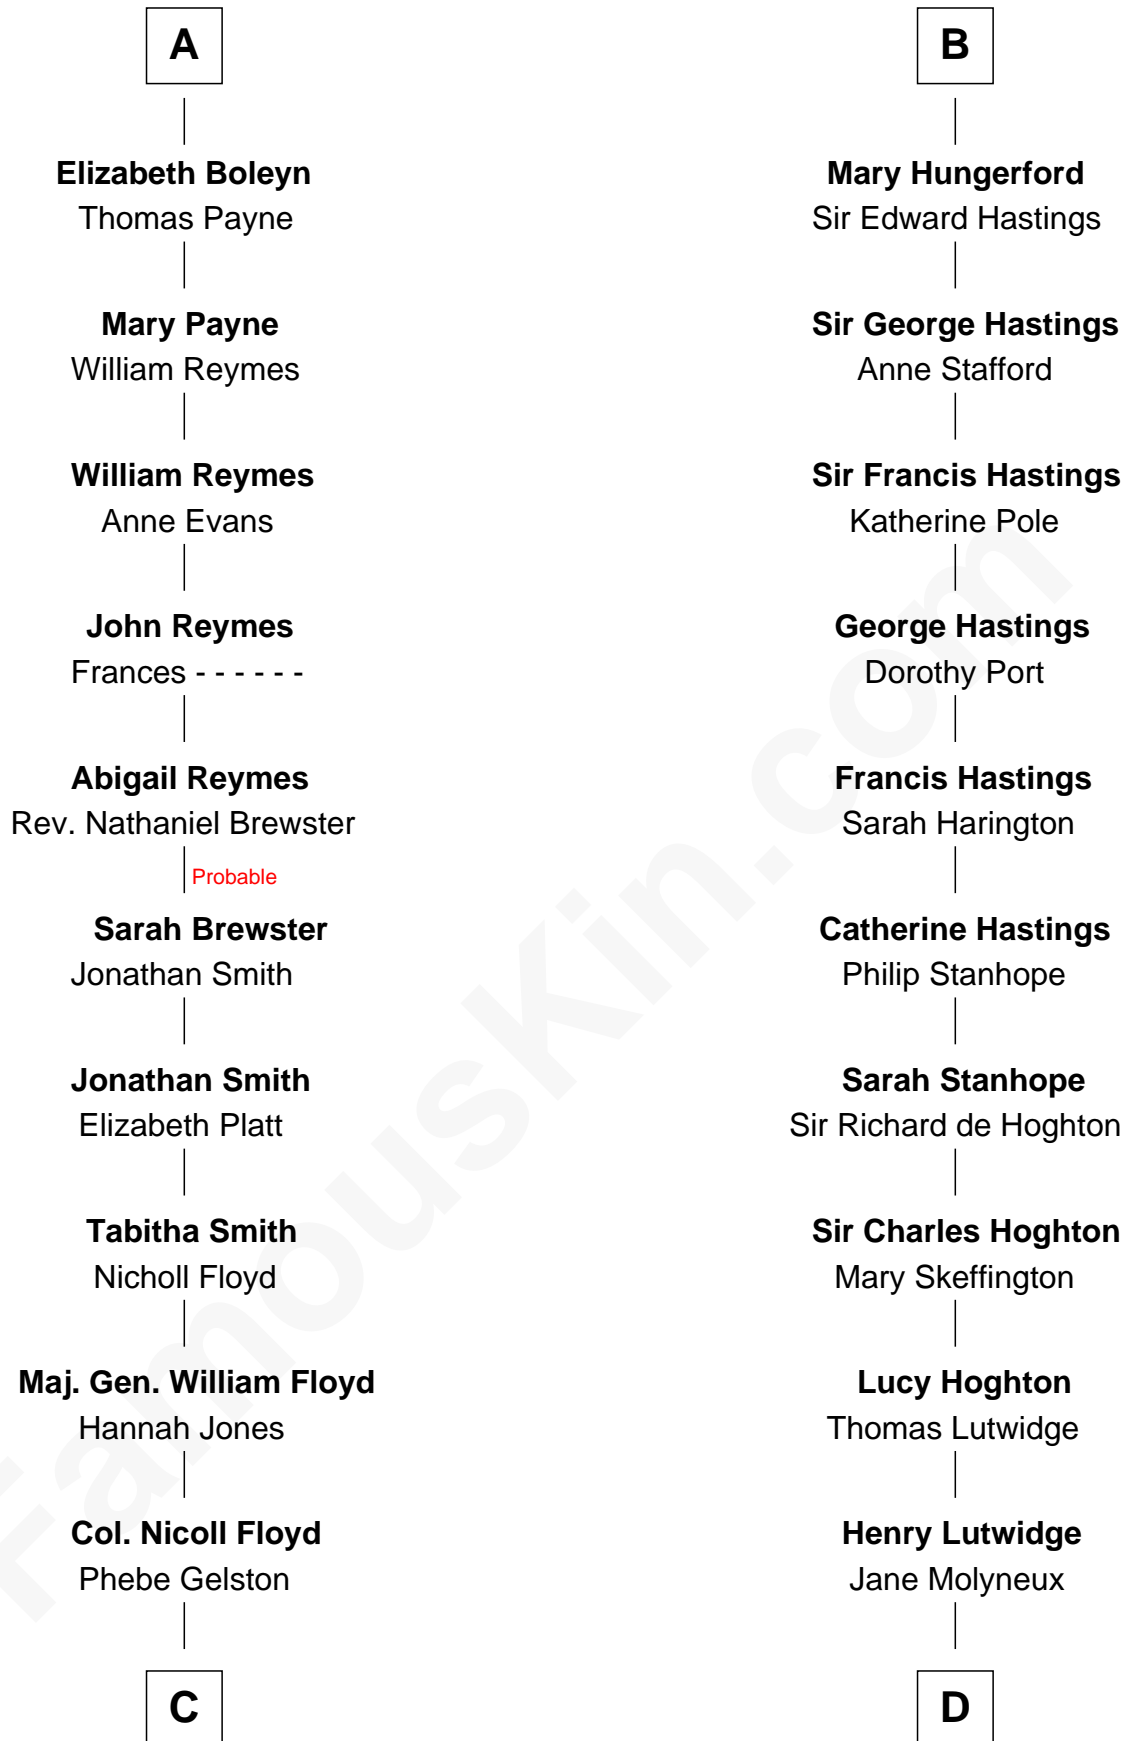 A
Elizabeth Boleyn
Thomas Payne
Mary Payne
William Reymes
William Reymes
Anne Evans
John Reymes
Frances - - - - - -
Abigail Reymes
Rev. Nathaniel Brewster
Probable
Sarah Brewster
Jonathan Smith
Jonathan Smith
Elizabeth Platt
Tabitha Smith
Nicholl Floyd
Maj. Gen. William Floyd
Hannah Jones
Col. Nicoll Floyd
Phebe Gelston
C
B
Mary Hungerford
Sir Edward Hastings
Sir George Hastings
Anne Stafford
Sir Francis Hastings
Katherine Pole
George Hastings
Dorothy Port
Francis Hastings
Sarah Harington
Catherine Hastings
Philip Stanhope
Sarah Stanhope
Sir Richard de Hoghton
Sir Charles Hoghton
Mary Skeffington
Lucy Hoghton
Thomas Lutwidge
Henry Lutwidge
Jane Molyneux
D
FamousKin.com